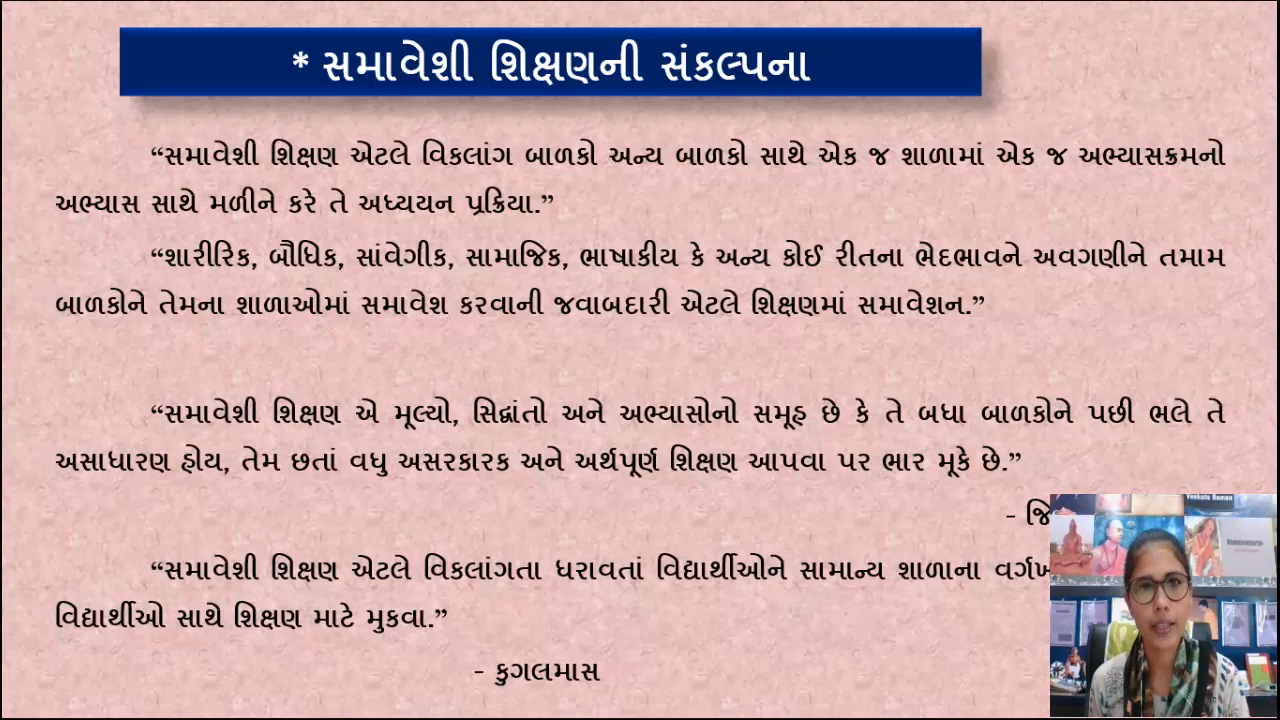 * સમાવેશી શિક્ષણની સંકલ્પના
“સમાવેશી શિક્ષણ એટલે વિકલાંગ બાળકો અન્ય બાળકો સાથે એક જ શાળામાં એક જ અભ્યાસક્રમનો
અભ્યાસ સાથે મળીને કરે તે અધ્યયન પ્રક્રિયા.”
“શારીરિક, બૌધિક, સાંવેગીક, સામાજિક, ભાષાકીય કે અન્ય કોઈ રીતના ભેદભાવને અવગણીને તમામ
બાળકોને તેમના શાળાઓમાં સમાવેશ કરવાની જવાબદારી એટલે શિક્ષણમાં સમાવેશન.”
“સમાવેશી શિક્ષણ એ મૂલ્યો, સિદ્ધાંતો અને અભ્યાસોનો સમૂહ છે કે તે બધા બાળકોને પછી ભલે તે
અસાધારણ હોય, તેમ છતાં વધુ અસરકારક અને અર્થપૂર્ણ શિક્ષણ આપવા પર ભાર મૂકે છે.”
-
“સમાવેશી શિક્ષણ એટલે વિકલાંગતા ધરાવતાં વિદ્યાર્થીઓને સામાન્ય શાળાના
વિદ્યાર્થીઓ સાથે શિક્ષણ માટે મુકવા.”
- કુગલમાસ
Venkata Raman